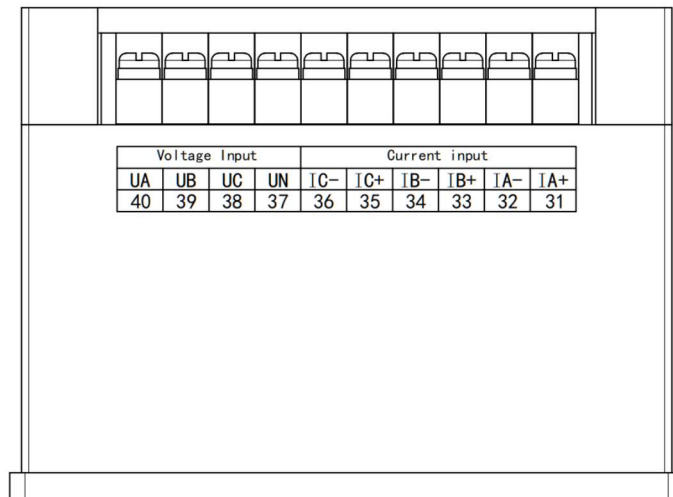 Voltage Input Current input
UA UB UC UN IC- IC+ IB- IB+ IA- IA+
40 39 38 37 36 35 34 33 32 31